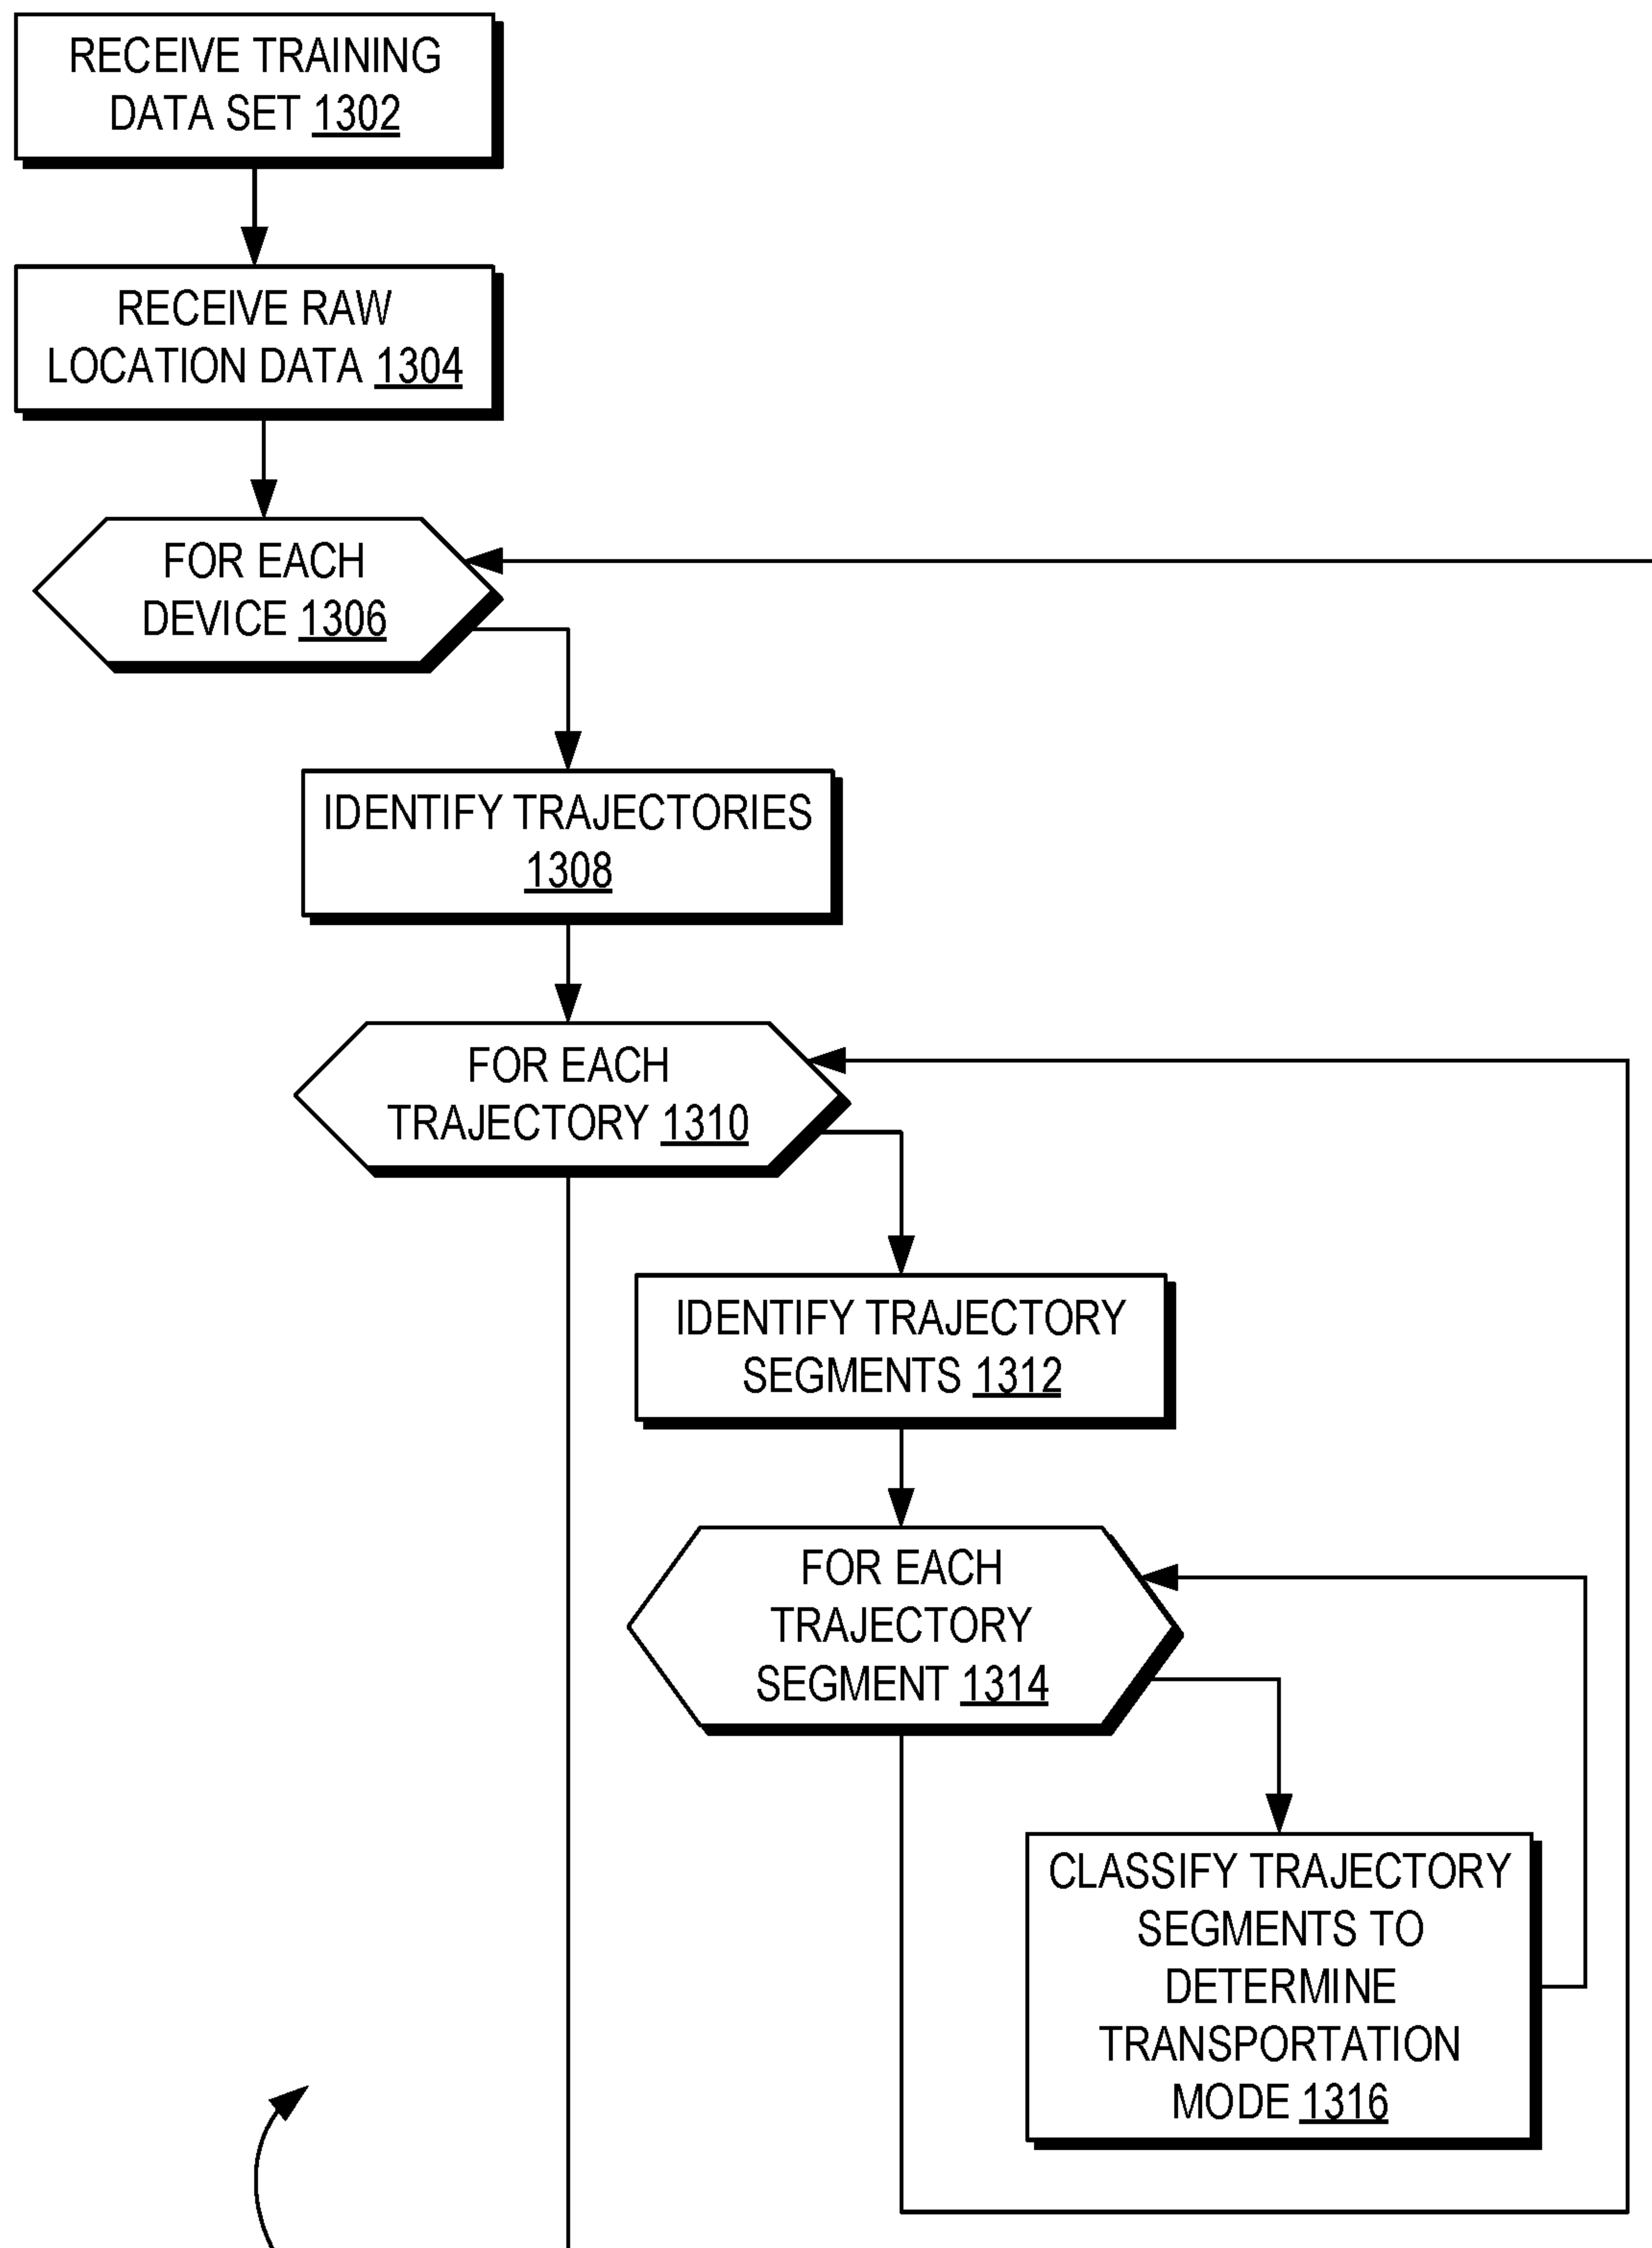 RECEIVE TRAINING
DATA SET 1302
RECEIVE RAW
LOCATION DATA 1304
FOR EACH
DEVICE 1306
IDENTIFY TRAJECTORIES
1308
FOR EACH
TRAJECTORY 1310
IDENTIFY TRAJECTORY
SEGMENTS 1312
FOR EACH
TRAJECTORY
SEGMENT 1314
CLASSIFY TRAJECTORY
SEGMENTS TO
DETERMINE
TRANSPORTATION
MODE 1316